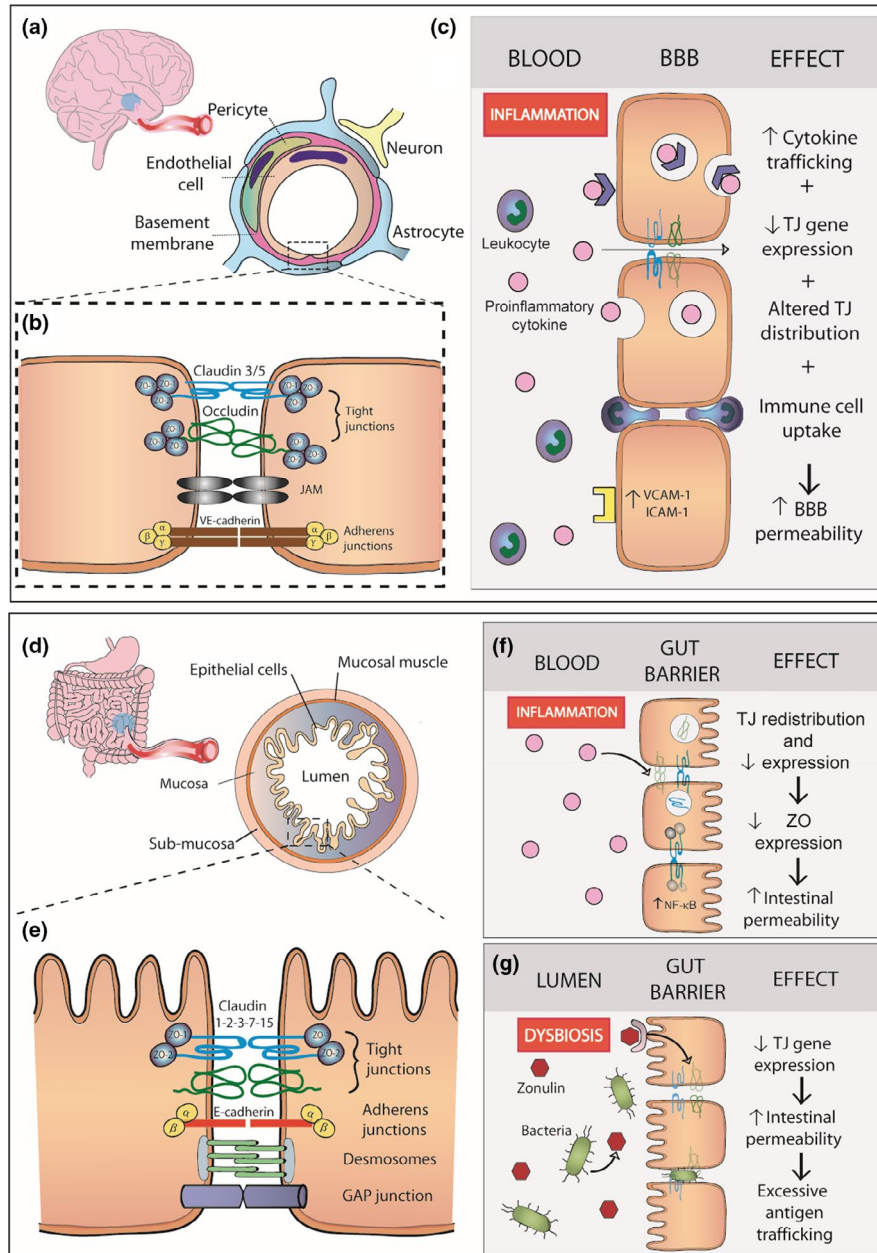 (a)
Pericyte
Endothelial
cell
Basement
membrane
Neuron
Astrocyte
(b)
Claudin 3/5
ZO-1
ZO-2
Occludin
Tight
junctions
JAM
VE-cadherin
β α γ
α β γ
Adherens
junctions
(c)
BLOOD
BBB
EFFECT
INFLAMMATION
Leukocyte
Proinflammatory
cytokine
↑ VCAM-1
ICAM-1
↑ Cytokine
trafficking
+
↓ TJ gene
expression
+
Altered TJ
distribution
+
Immune cell
uptake
↓
↑ BBB
permeability
(d)
Epithelial cells
Mucosal muscle
Lumen
Mucosa
Sub-mucosa
(e)
Claudin
1-2-3-7-15
ZO-1
ZO-2
ZO-2
Tight
junctions
E-cadherin
α
β
α
β
Adherens
junctions
Desmosomes
GAP junction
(f)
BLOOD
GUT
BARRIER
EFFECT
INFLAMMATION
↑NF-κB
TJ redistribution
and
↓ expression
↓
↓ ZO
expression
↓
↑ Intestinal
permeability
(g)
LUMEN
GUT
BARRIER
EFFECT
DYSBIOSIS
Zonulin
Bacteria
↓ TJ gene
expression
↓
↑ Intestinal
permeability
↓
Excessive
antigen
trafficking